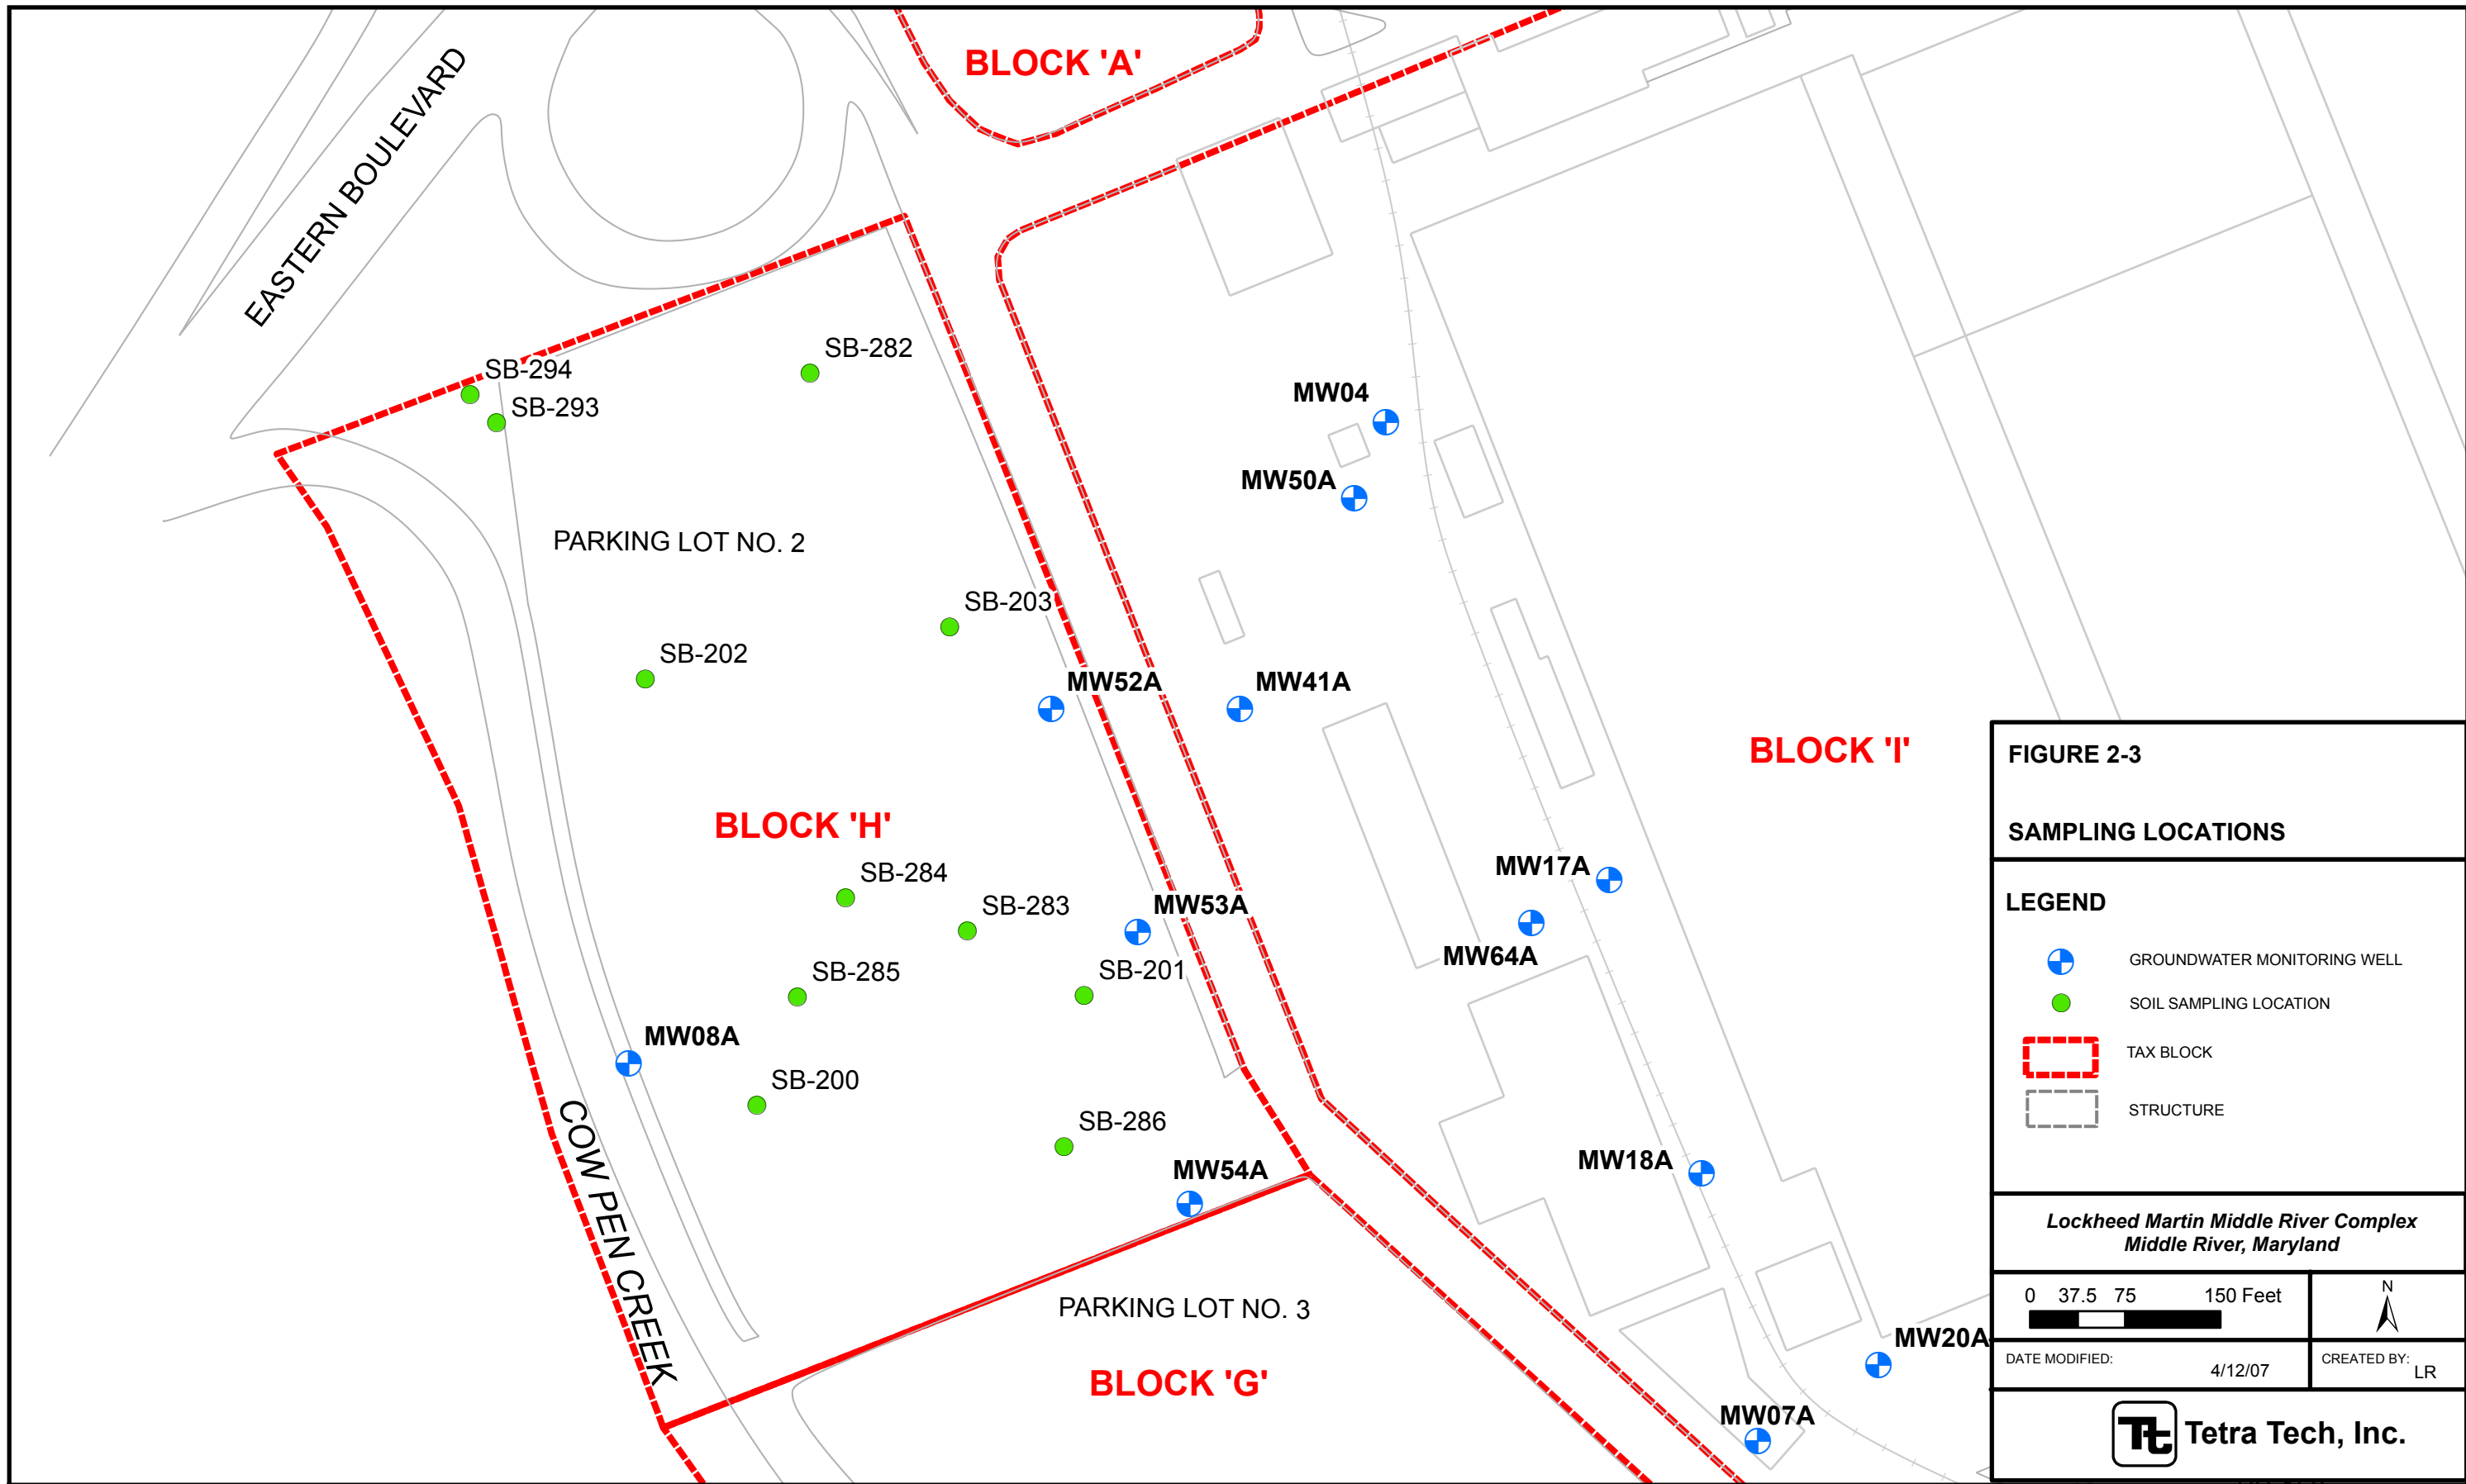 BLOCK 'A'
EASTERN BOULEVARD
SB-282
SB-294
SB-293
MW04
MW50A
PARKING LOT NO. 2
SB-203
SB-202
MW52A
MW41A
BLOCK 'I'
BLOCK 'H'
SB-284
MW17A
SB-283
MW53A
MW64A
SB-285
SB-201
MW08A
SB-200
SB-286
MW54A
MW18A
COW PEN CREEK
PARKING LOT NO. 3
MW20A
BLOCK 'G'
MW07A
FIGURE 2-3
SAMPLING LOCATIONS
LEGEND
GROUNDWATER MONITORING WELL
SOIL SAMPLING LOCATION
TAX BLOCK
STRUCTURE
Lockheed Martin Middle River Complex
Middle River, Maryland
0 37.5 75 150 Feet
N
DATE MODIFIED: 4/12/07
CREATED BY: LR
Tt Tetra Tech, Inc.